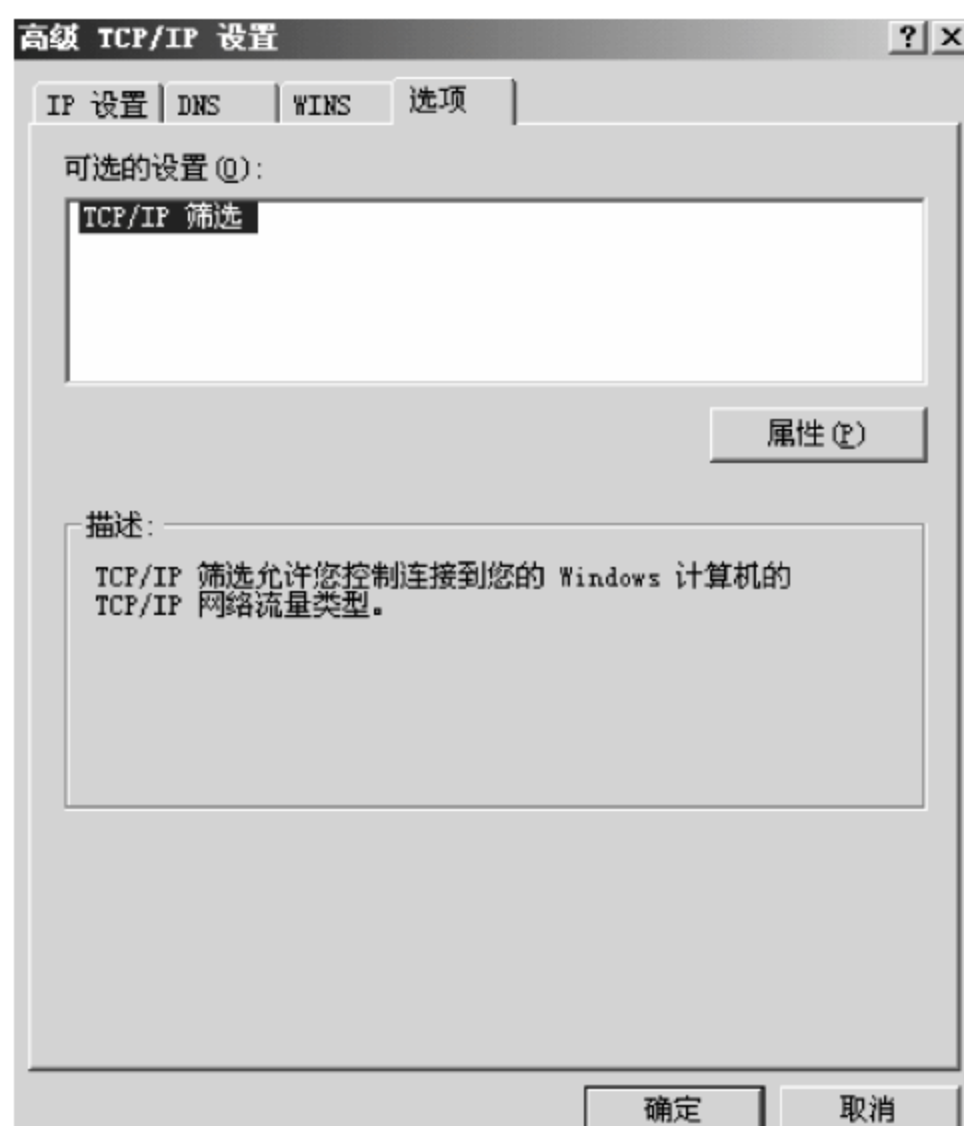 高级 TCP/IP 设置
IP 设置 DNS WINS 选项
可选的设置(O):
TCP/IP 筛选
属性(P)
描述:
TCP/IP 筛选允许您控制连接到您的 Windows 计算机的
TCP/IP 网络流量类型。
确定 取消